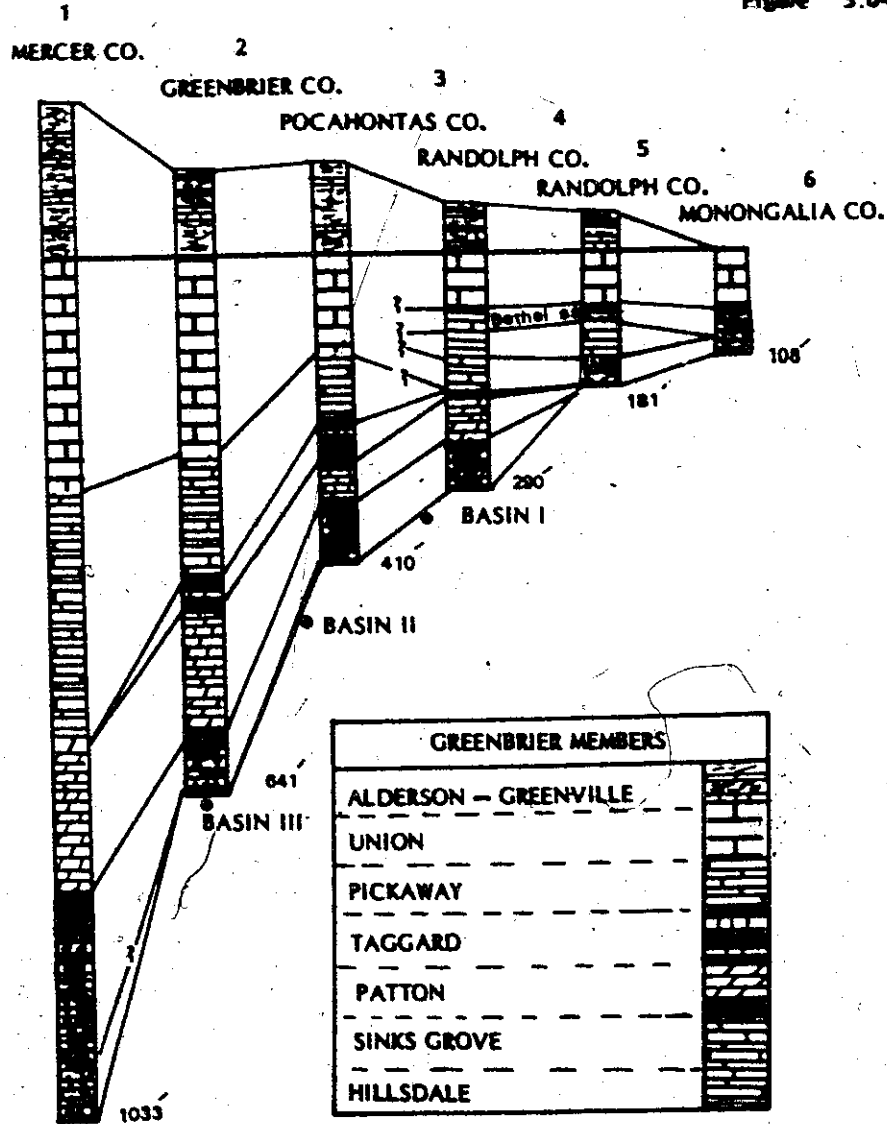 Figure
1
MERCER CO.
2
GREENBRIER CO.
3
POCAHONTAS CO.
4
RANDOLPH CO.
5
RANDOLPH CO.
6
MONONGALIA CO.
?
?
Bethel
?
?
108'
181'
290'
BASIN I
410'
BASIN II
641'
BASIN III
?
1033'
GREENBRIER MEMBERS
ALDERSON – GREENVILLE
UNION
PICKAWAY
TAGGARD
PATTON
SINKS GROVE
HILLSDALE